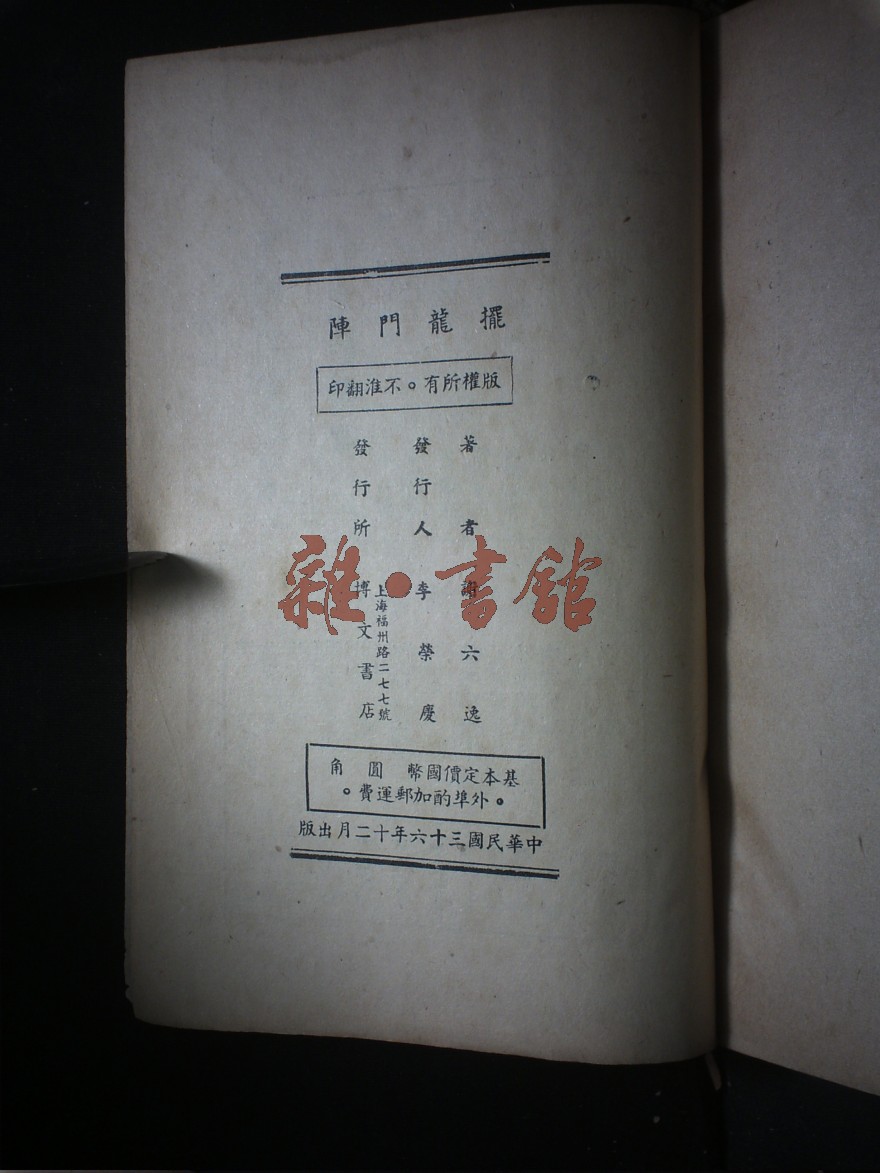 擺龍門陣
版權所有。不准翻印
著者 謝六逸
發行人 李榮慶
上海福州路二七七號
發行所 博文書店
基本定價國幣 圓 角
。外埠酌加郵運費。
中華民國三十六年十二月出版
雜·書館